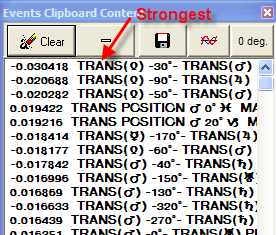 Events Clipboard Conten
Strongest
Clear 0 deg.
-0.030418 TRANS(♀) -30°- TRANS(♂)
-0.020688 TRANS(♀) -90°- TRANS(♃)
-0.020282 TRANS(♀) -50°- TRANS(♂)
0.019422 TRANS POSITION ♂ 0° ♓ MA
0.019216 TRANS POSITION ♂ 20° ♑ M
-0.018414 TRANS(☿) -170°- TRANS(♃)
-0.018177 TRANS(☿) -60°- TRANS(♂)
-0.017842 TRANS(♂) -40°- TRANS(♄)
-0.016996 TRANS(♂) -150°- TRANS(♅)
0.016869 TRANS(♂) -130°- TRANS(♄)
-0.016633 TRANS(♂) -320°- TRANS(♄)
0.016439 TRANS(♂) -270°- TRANS(♄)